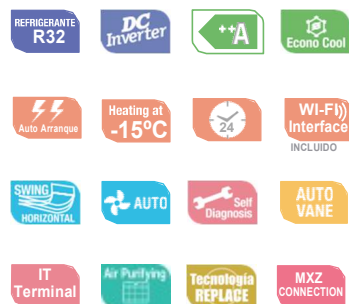 REFRIGERANTE
R32
DC
Inverter
++A
Econo Cool
Auto Arranque
Heating at
-15ºC
24
WI-FI
Interface
INCLUIDO
SWING
HORIZONTAL
AUTO
Self
Diagnosis
AUTO
VANE
IT
Terminal
Air Purifying
Tecnología
REPLACE
MXZ
CONNECTION